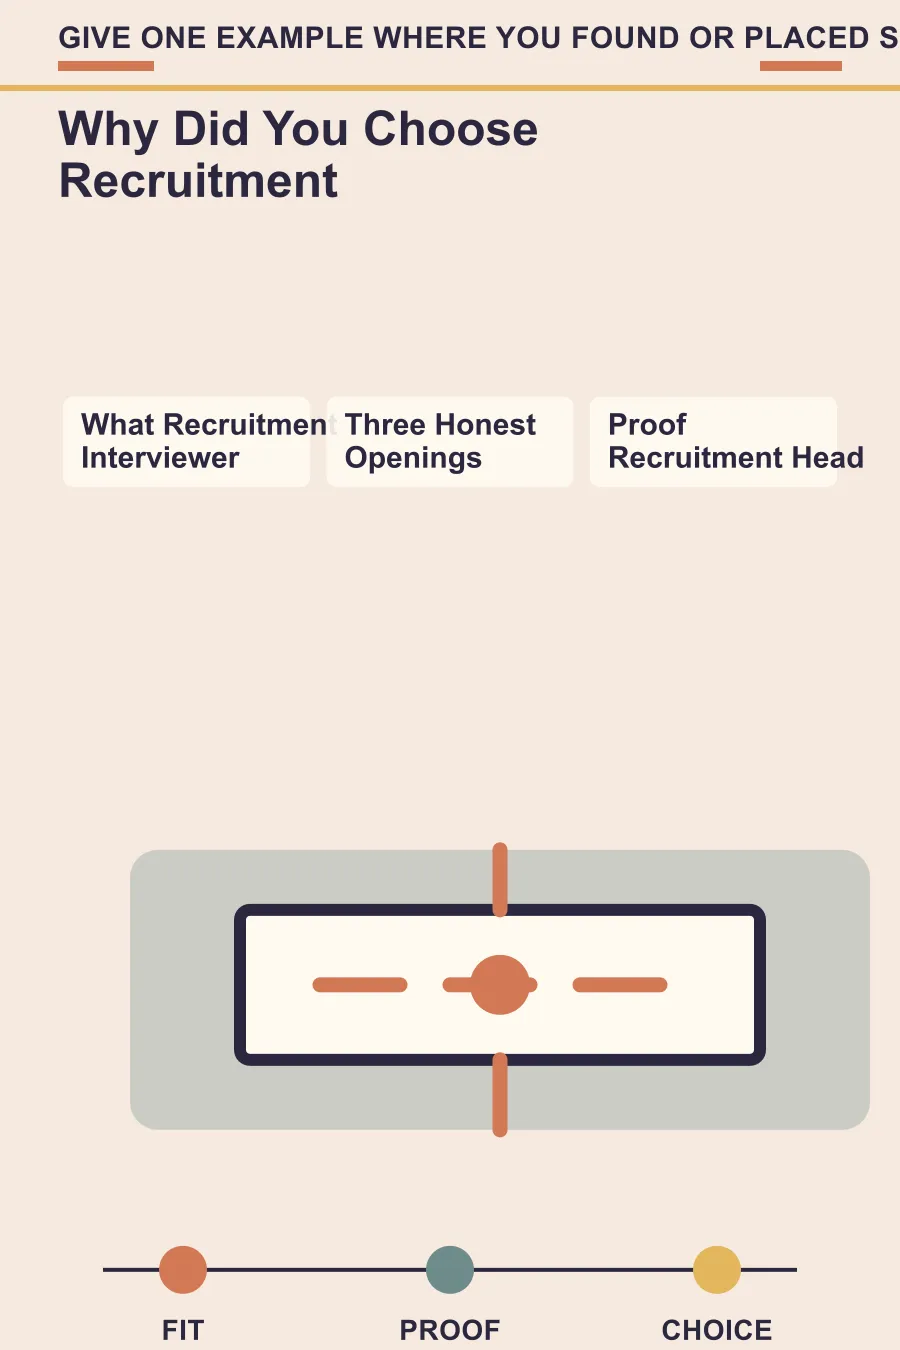 GIVE ONE EXAMPLE WHERE YOU FOUND OR PLACED S
Why Did You Choose
Recruitment
What Recruitment
Interviewer
Three Honest
Openings
Proof
Recruitment Head
FIT
PROOF
CHOICE